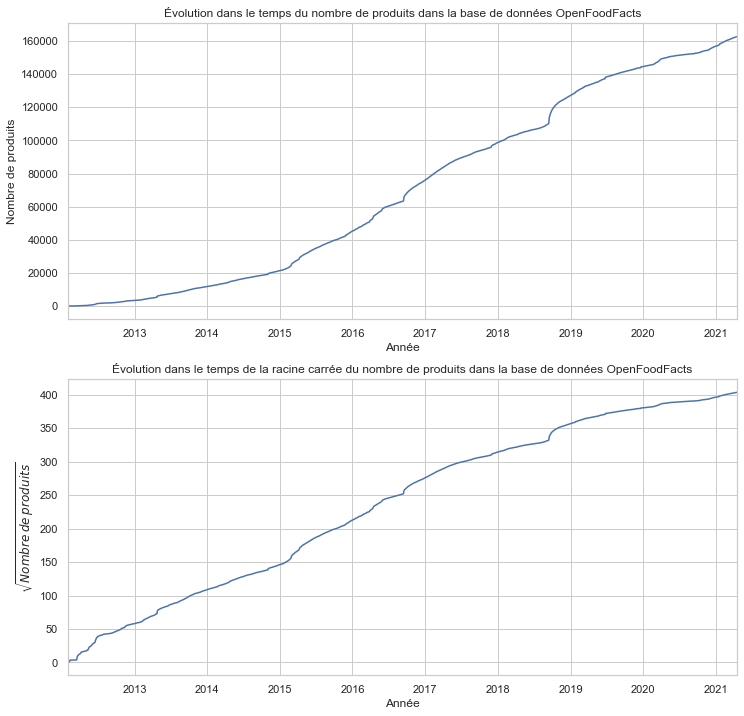 Évolution dans le temps du nombre de produits dans la base de données OpenFoodFacts
160000
140000
120000
100000
80000
60000
40000
20000
0
Nombre de produits
2013 2014 2015 2016 2017 2018 2019 2020 2021
Année
Évolution dans le temps de la racine carrée du nombre de produits dans la base de données OpenFoodFacts
400
350
300
250
200
150
100
50
0
√Nombre de produits
2013 2014 2015 2016 2017 2018 2019 2020 2021
Année